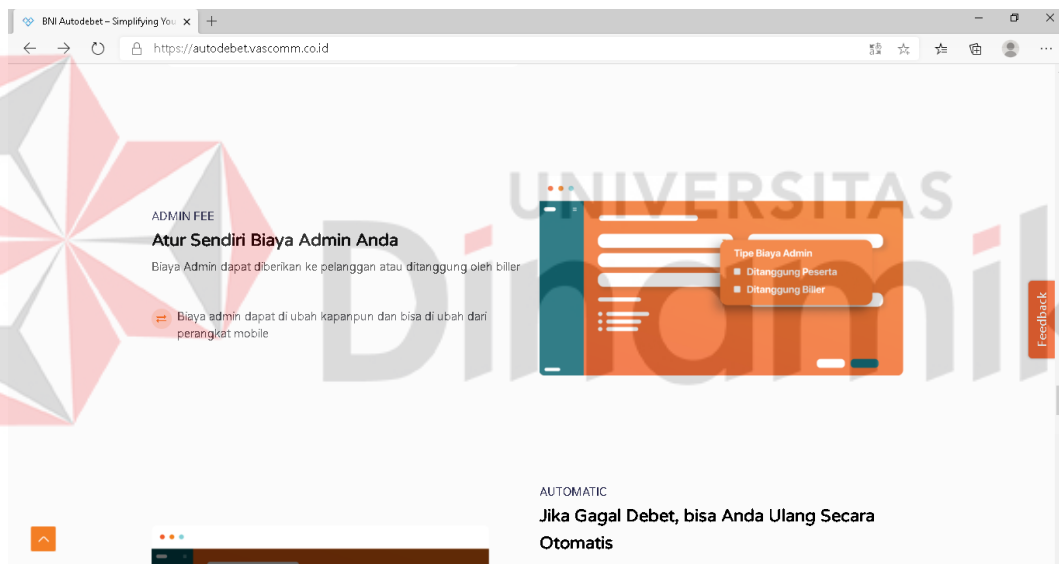 BNI Autodebet – Simplifying You
https://autodebet.vascomm.co.id
UNIVERSITAS
Dinamika
ADMIN FEE
Atur Sendiri Biaya Admin Anda
Biaya Admin dapat diberikan ke pelanggan atau ditanggung oleh biller
Biaya admin dapat di ubah kapanpun dan bisa di ubah dari
perangkat mobile
Tipe Biaya Admin
Ditanggung Peserta
Ditanggung Biller
Feedback
AUTOMATIC
Jika Gagal Debet, bisa Anda Ulang Secara
Otomatis